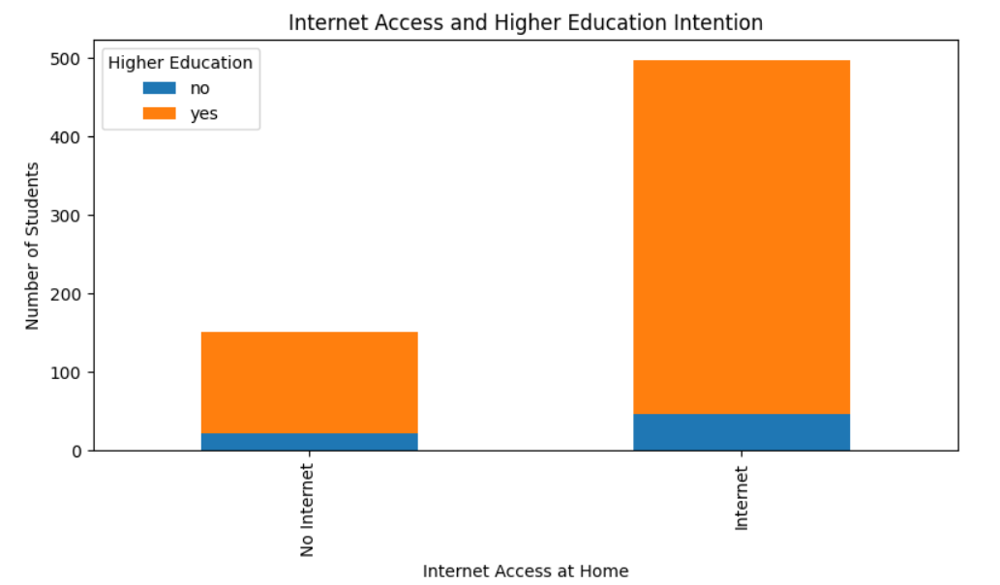 Internet Access and Higher Education Intention
Higher Education
no
yes
500
400
300
200
100
0
Number of Students
No Internet
Internet
Internet Access at Home